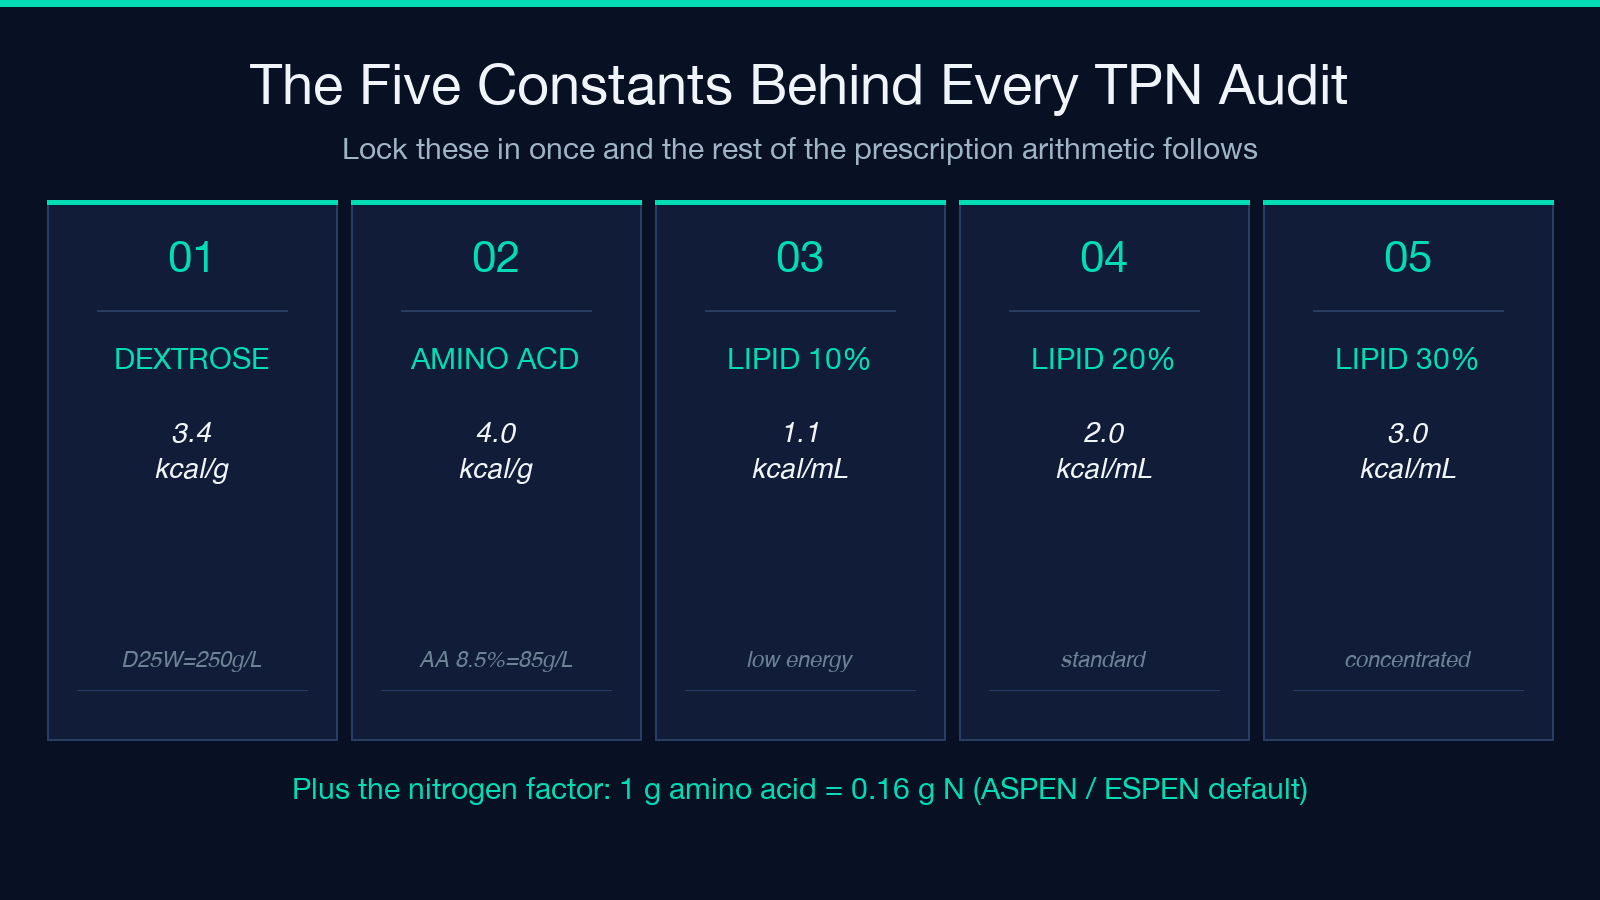 The Five Constants Behind Every TPN Audit
Lock these in once and the rest of the prescription arithmetic follows
01
DEXTROSE
3.4
kcal/g
D25W=250g/L
02
AMINO ACD
4.0
kcal/g
AA 8.5%=85g/L
03
LIPID 10%
1.1
kcal/mL
low energy
04
LIPID 20%
2.0
kcal/mL
standard
05
LIPID 30%
3.0
kcal/mL
concentrated
Plus the nitrogen factor: 1 g amino acid = 0.16 g N (ASPEN / ESPEN default)